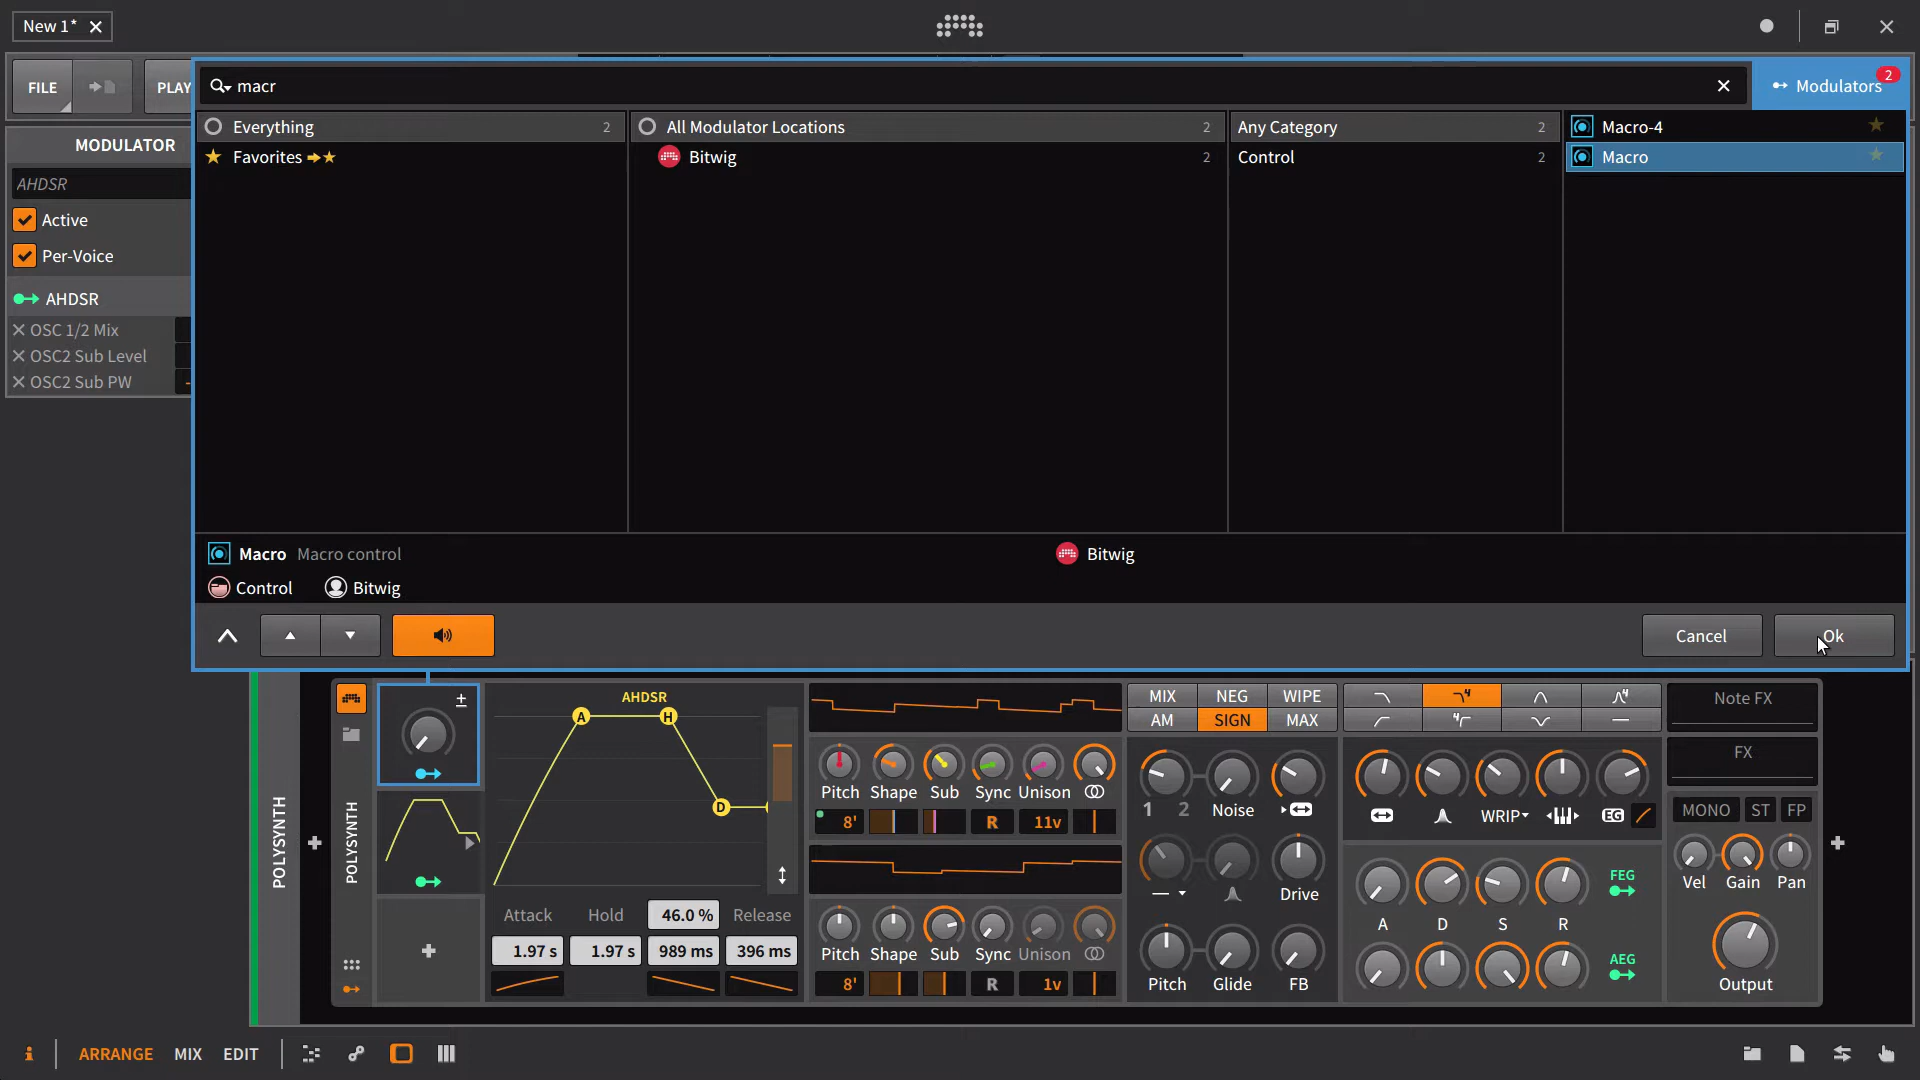 New 1*
FILE
PLAY
macr
Modulators
2
Everything 2
Favorites
All Modulator Locations 2
Bitwig 2
Any Category 2
Control 2
Macro-4
Macro
MODULATOR
AHDSR
Active
Per-Voice
AHDSR
OSC 1/2 Mix
OSC2 Sub Level
OSC2 Sub PW
-
Macro Macro control
Bitwig
Control Bitwig
Cancel
Ok
POLYSYNTH
POLYSYNTH
±
AHDSR
A
H
D
Attack Hold 46.0 % Release
1.97 s 1.97 s 989 ms 396 ms
Pitch Shape Sub Sync Unison
8' R 11v
Pitch Shape Sub Sync Unison
8' R 1v
MIX NEG WIPE
AM SIGN MAX
1 2 Noise
Drive
Pitch Glide FB
4
4
4
WRIP EG
FEG
A D S R
AEG
Note FX
FX
MONO ST FP
Vel Gain Pan
Output
i ARRANGE MIX EDIT